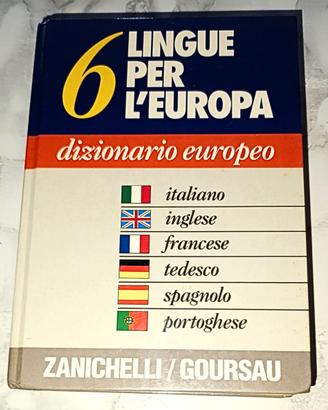 6 LINGUE
PER
L'EUROPA
dizionario europeo
italiano
inglese
francese
tedesco
spagnolo
portoghese
ZANICHELLI/GOURSAU